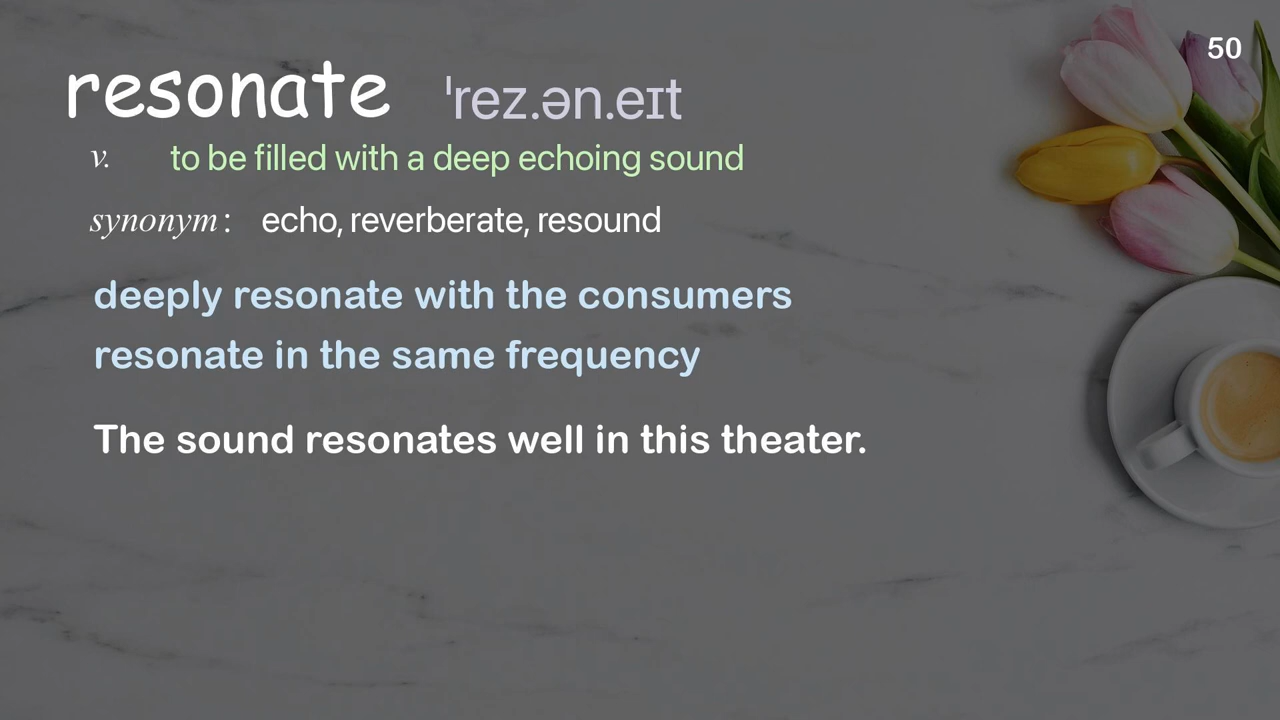 50
resonate ˈrez.ən.eɪt
v. to be filled with a deep echoing sound
synonym: echo, reverberate, resound
deeply resonate with the consumers
resonate in the same frequency
The sound resonates well in this theater.